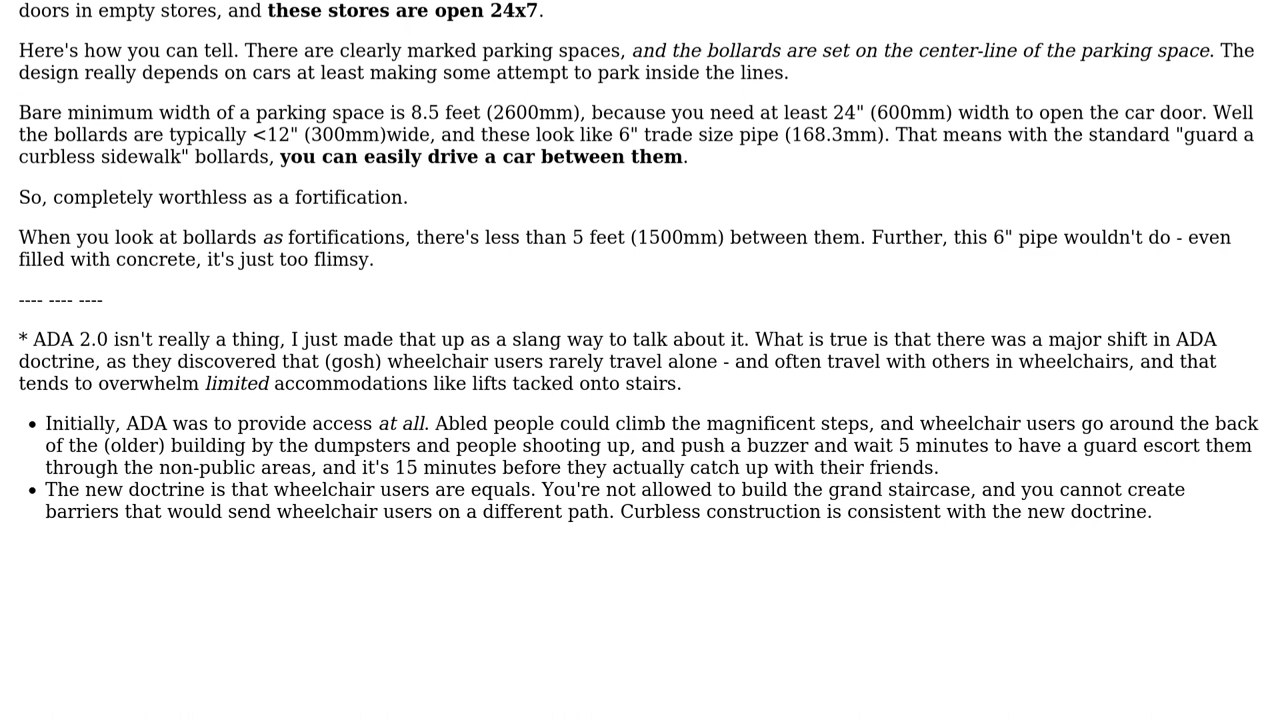 doors in empty stores, and these stores are open 24x7.
Here's how you can tell. There are clearly marked parking spaces, and the bollards are set on the center-line of the parking space. The
design really depends on cars at least making some attempt to park inside the lines.
Bare minimum width of a parking space is 8.5 feet (2600mm), because you need at least 24" (600mm) width to open the car door. Well
the bollards are typically <12" (300mm)wide, and these look like 6" trade size pipe (168.3mm). That means with the standard "guard a
curbless sidewalk" bollards, you can easily drive a car between them.
So, completely worthless as a fortification.
When you look at bollards as fortifications, there's less than 5 feet (1500mm) between them. Further, this 6" pipe wouldn't do - even
filled with concrete, it's just too flimsy.
---- ---- ----
* ADA 2.0 isn't really a thing, I just made that up as a slang way to talk about it. What is true is that there was a major shift in ADA
doctrine, as they discovered that (gosh) wheelchair users rarely travel alone - and often travel with others in wheelchairs, and that
tends to overwhelm limited accommodations like lifts tacked onto stairs.
• Initially, ADA was to provide access at all. Abled people could climb the magnificent steps, and wheelchair users go around the back
of the (older) building by the dumpsters and people shooting up, and push a buzzer and wait 5 minutes to have a guard escort them
through the non-public areas, and it's 15 minutes before they actually catch up with their friends.
• The new doctrine is that wheelchair users are equals. You're not allowed to build the grand staircase, and you cannot create
barriers that would send wheelchair users on a different path. Curbless construction is consistent with the new doctrine.